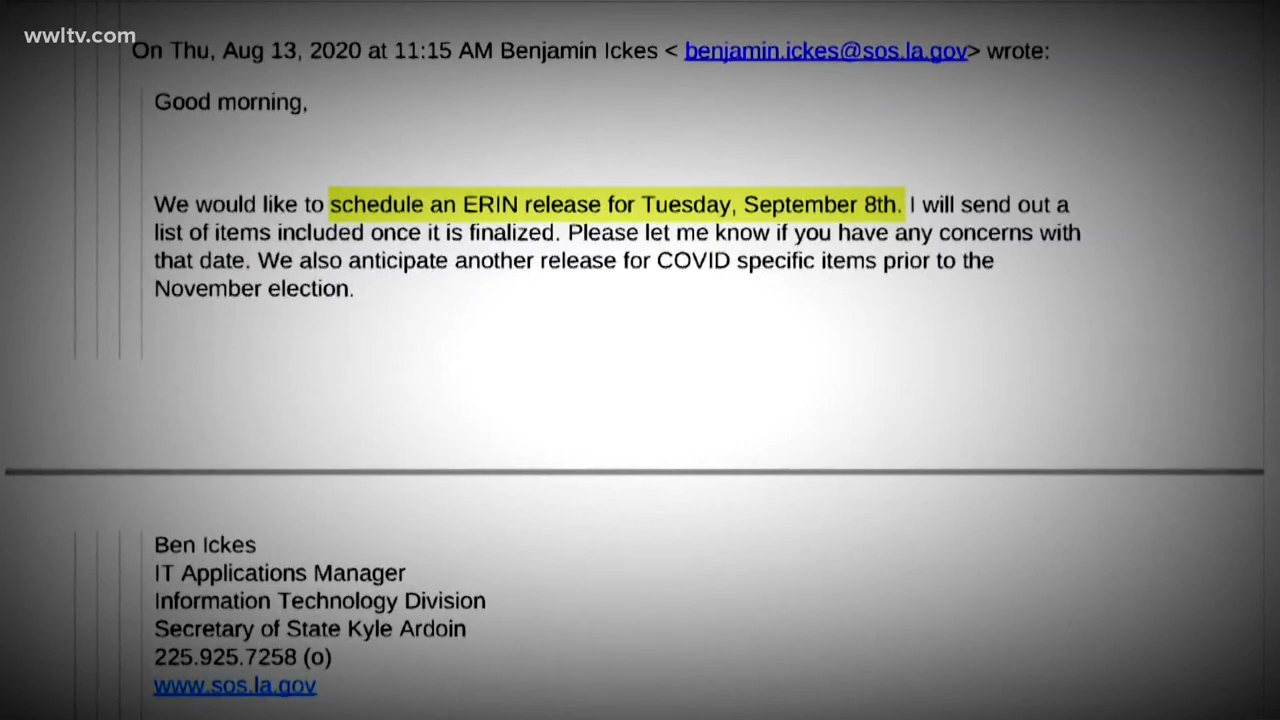 wwltv.com
On Thu, Aug 13, 2020 at 11:15 AM Benjamin Ickes < benjamin.ickes@sos.la.gov> wrote:
Good morning,
We would like to schedule an ERIN release for Tuesday, September 8th. I will send out a
list of items included once it is finalized. Please let me know if you have any concerns with
that date. We also anticipate another release for COVID specific items prior to the
November election.
Ben Ickes
IT Applications Manager
Information Technology Division
Secretary of State Kyle Ardoin
225.925.7258 (o)
www.sos.la.gov